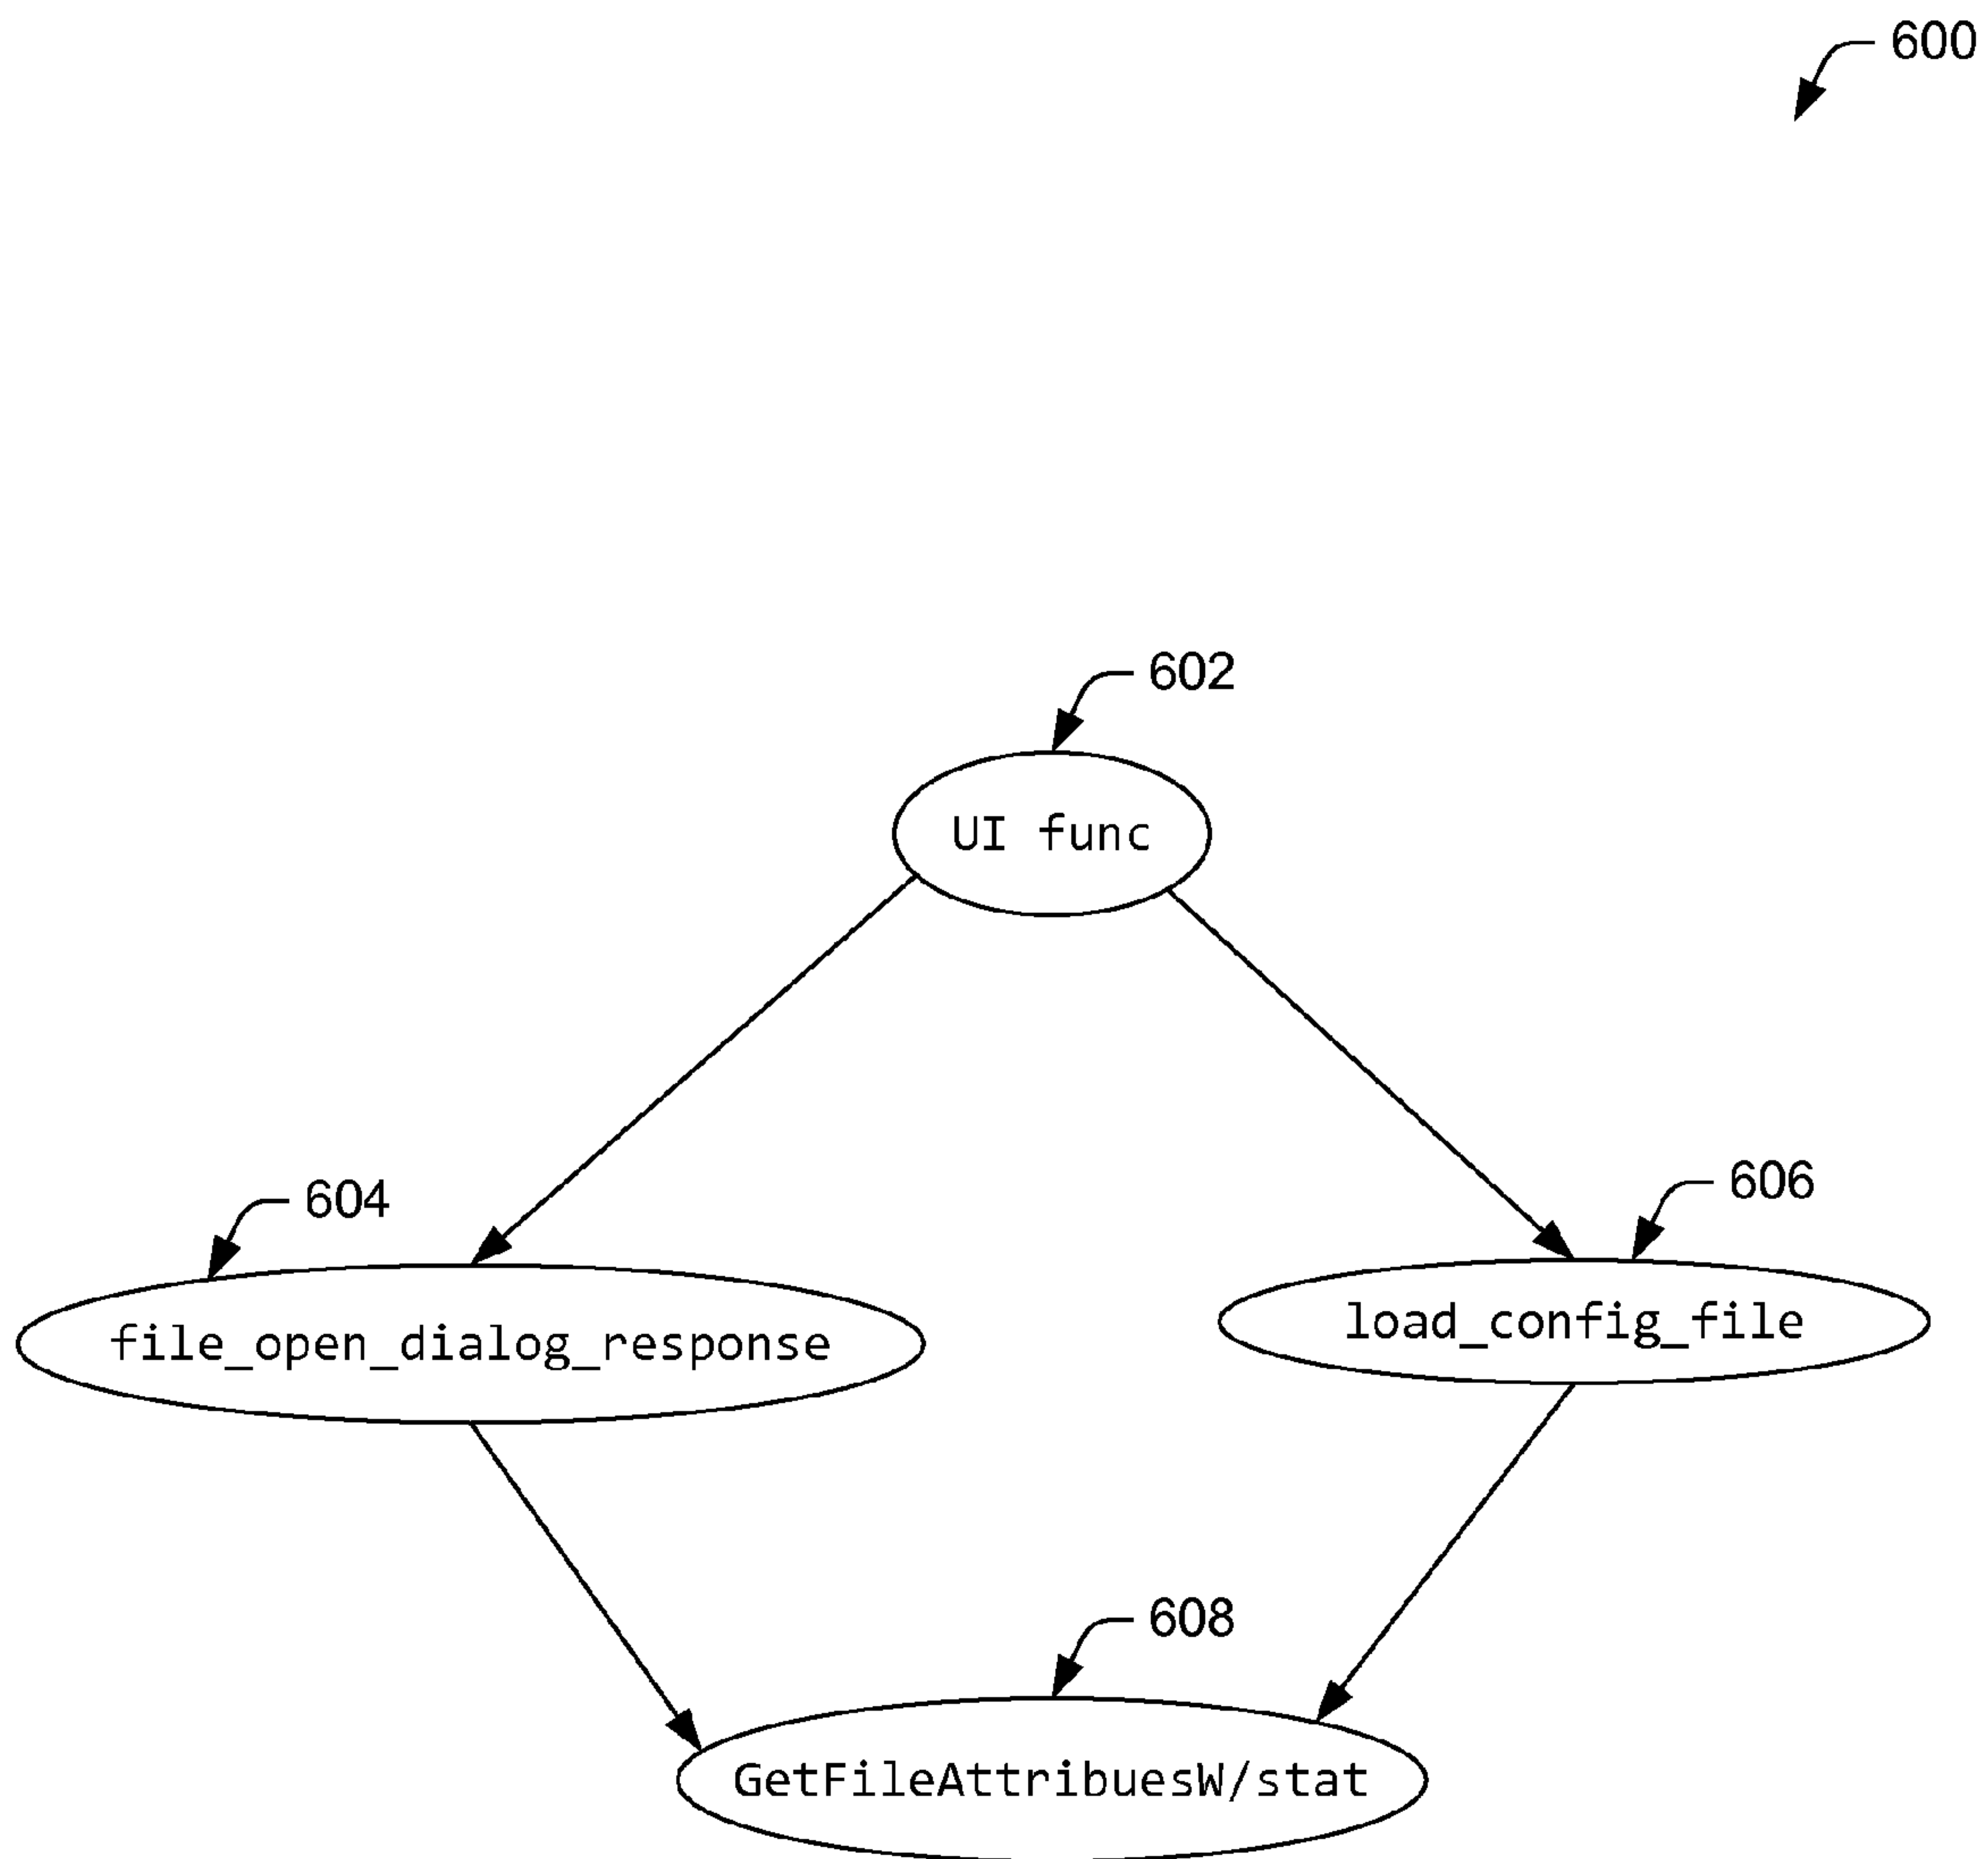 600
602
UI func
604
606
file_open_dialog_response
load_config_file
608
GetFileAttribuesW/stat